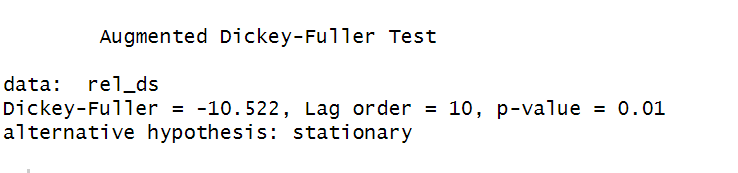 Augmented Dickey-Fuller Test
data:  rel_ds
Dickey-Fuller = -10.522, Lag order = 10, p-value = 0.01
alternative hypothesis: stationary